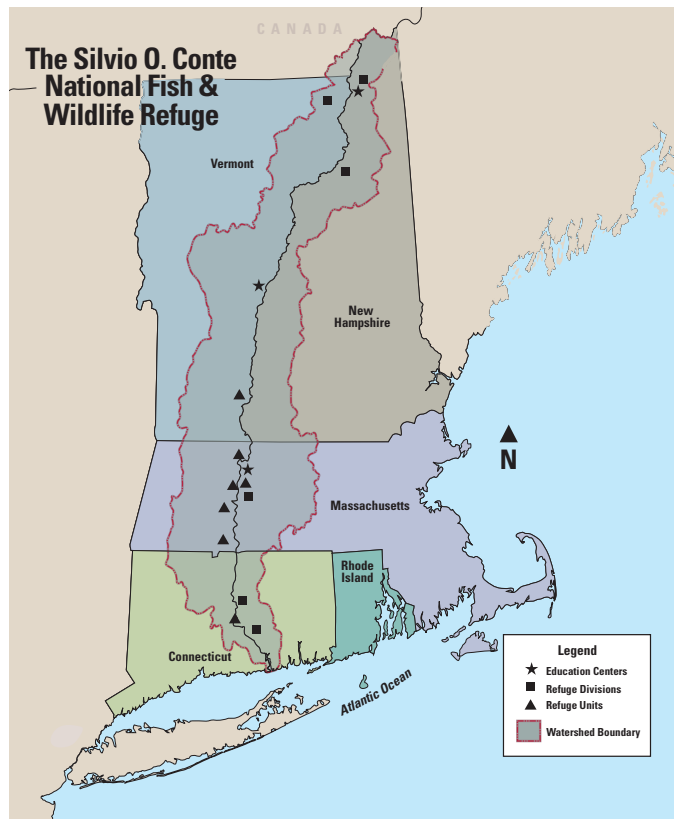 CANADA
The Silvio O. Conte
National Fish &
Wildlife Refuge
Vermont
New
Hampshire
N
Massachusetts
Rhode
Island
Connecticut
Atlantic Ocean
Legend
Education Centers
Refuge Divisions
Refuge Units
Watershed Boundary